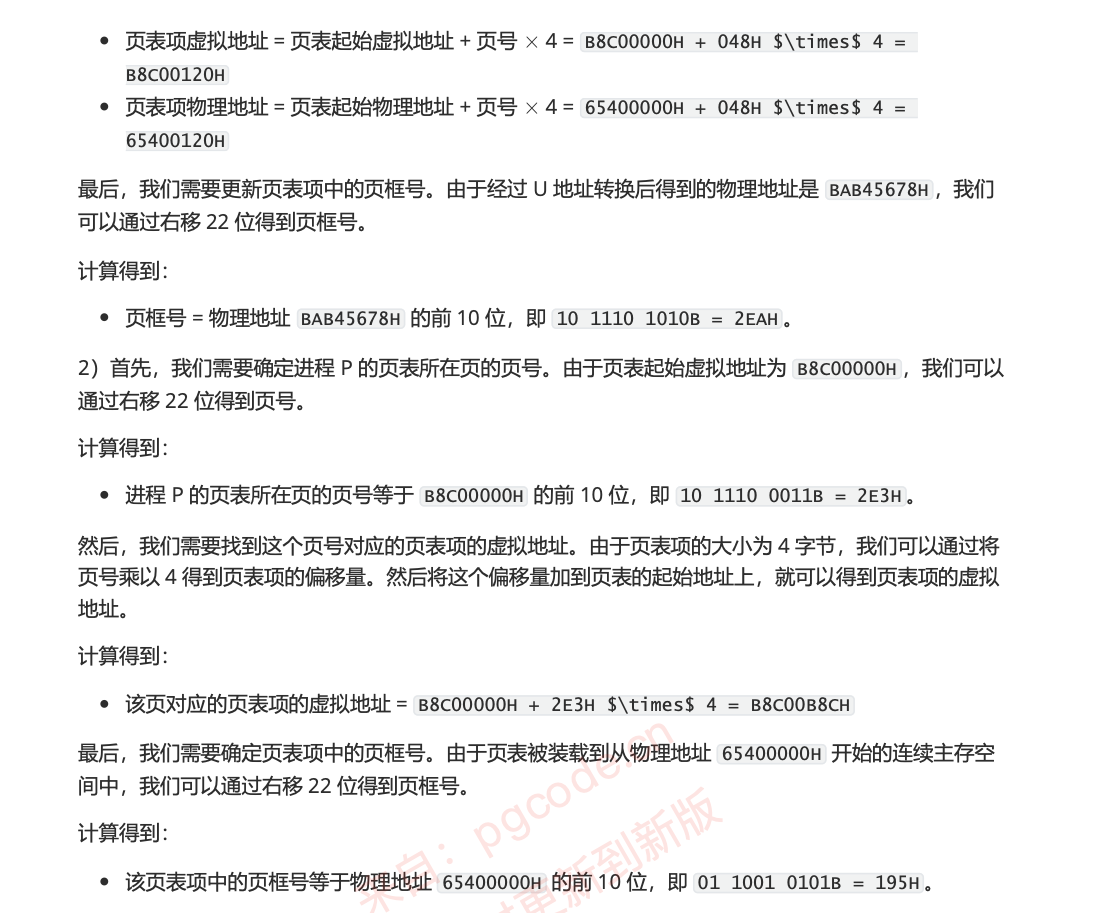 • 页表项虚拟地址 = 页表起始虚拟地址 + 页号 × 4 = B8C00000H + 048H $\times$ 4 =
B8C00120H
• 页表项物理地址 = 页表起始物理地址 + 页号 × 4 = 65400000H + 048H $\times$ 4 =
65400120H
最后，我们需要更新页表项中的页框号。由于经过 U 地址转换后得到的物理地址是 BAB45678H，我们
可以通过右移 22 位得到页框号。
计算得到：
• 页框号 = 物理地址 BAB45678H 的前 10 位，即 10 1110 1010B = 2EAH。
2）首先，我们需要确定进程 P 的页表所在页的页号。由于页表起始虚拟地址为 B8C00000H，我们可以
通过右移 22 位得到页号。
计算得到：
• 进程 P 的页表所在页的页号等于 B8C00000H 的前 10 位，即 10 1110 0011B = 2E3H。
然后，我们需要找到这个页号对应的页表项的虚拟地址。由于页表项的大小为 4 字节，我们可以通过将
页号乘以 4 得到页表项的偏移量。然后将这个偏移量加到页表的起始地址上，就可以得到页表项的虚拟
地址。
计算得到：
• 该页对应的页表项的虚拟地址 = B8C00000H + 2E3H $\times$ 4 = B8C00B8CH
最后，我们需要确定页表项中的页框号。由于页表被装载到从物理地址 65400000H 开始的连续主存空
间中，我们可以通过右移 22 位得到页框号。
计算得到：
• 该页表项中的页框号等于物理地址 65400000H 的前 10 位，即 01 1001 0101B = 195H。
来自：pgcode.cn
更新到新版